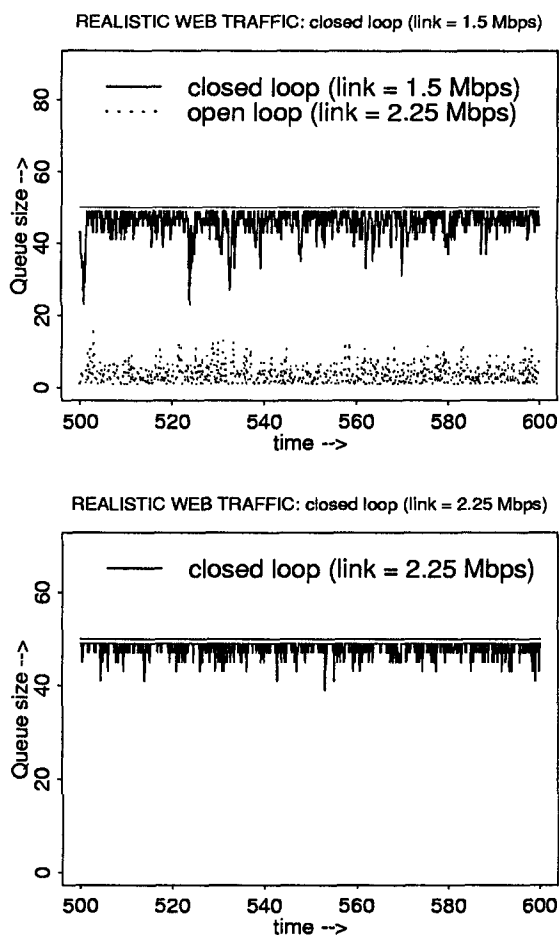 REALISTIC WEB TRAFFIC: closed loop (link = 1.5 Mbps)
closed loop (link = 1.5 Mbps)
open loop (link = 2.25 Mbps)
Queue size -->
80
60
40
20
0
500 520 540 560 580 600
time -->
REALISTIC WEB TRAFFIC: closed loop (link = 2.25 Mbps)
closed loop (link = 2.25 Mbps)
Queue size -->
60
40
20
0
500 520 540 560 580 600
time -->